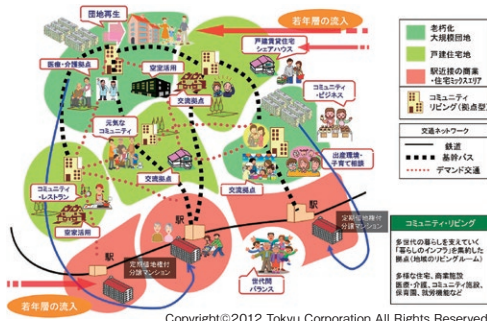 団地再生
若年層の流入
戸建賃貸住宅
シェアハウス
医療・介護拠点
空室活用
交流拠点
コミュニティ
・ビジネス
元気な
コミュニティ
出産環境・
子育て相談
コミュニティ
・レストラン
交流拠点
交流拠点
空家活用
駅
駅
駅
定期借地権付
分譲マンション
定期借地権付
分譲マンション
世代間
バランス
若年層の流入
老朽化
大規模団地
戸建住宅地
駅近接の商業
・住宅ミックスエリア
コミュニティ
・リビング(拠点型)
交通ネットワーク
鉄道
基幹バス
デマンド交通
コミュニティ・リビング
多世代の暮らしを支えていく
「暮らしのインフラ」を集約した
拠点(地域のリビングルーム)
多様な住宅、商業施設
医療・介護、コミュニティ施設、
保育園、就労機能など
Copyright©2012 Tokyu Corporation All Rights Reserved